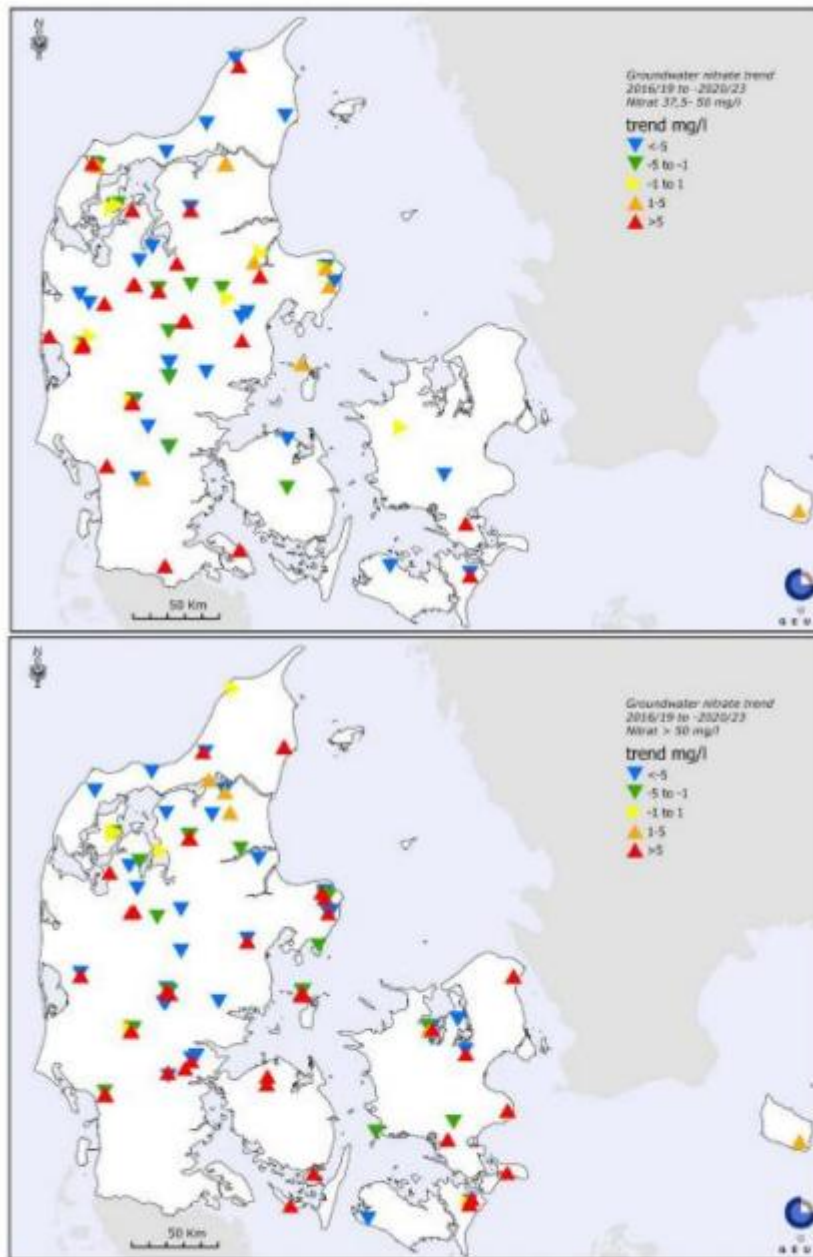 N
Groundwater nitrate trend
2016/19 to -2020/23
Nitrat 37,5- 50 mg/l
trend mg/l
<-5
-5 to -1
-1 to 1
1-5
>5
50 Km
G E U
N
Groundwater nitrate trend
2016/19 to -2020/23
Nitrat > 50 mg/l
trend mg/l
<-5
-5 to -1
-1 to 1
1-5
>5
50 Km
G E U